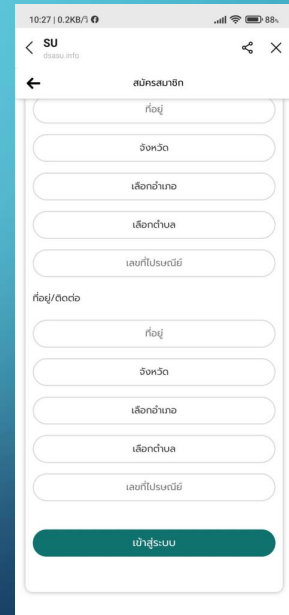 10:27 | 0.2KB/วิ
88%
SU
dsasu.info
สมัครสมาชิก
ที่อยู่
จังหวัด
เลือกอำเภอ
เลือกตำบล
เลขที่ไปรษณีย์
ที่อยู่/ติดต่อ
ที่อยู่
จังหวัด
เลือกอำเภอ
เลือกตำบล
เลขที่ไปรษณีย์
เข้าสู่ระบบ